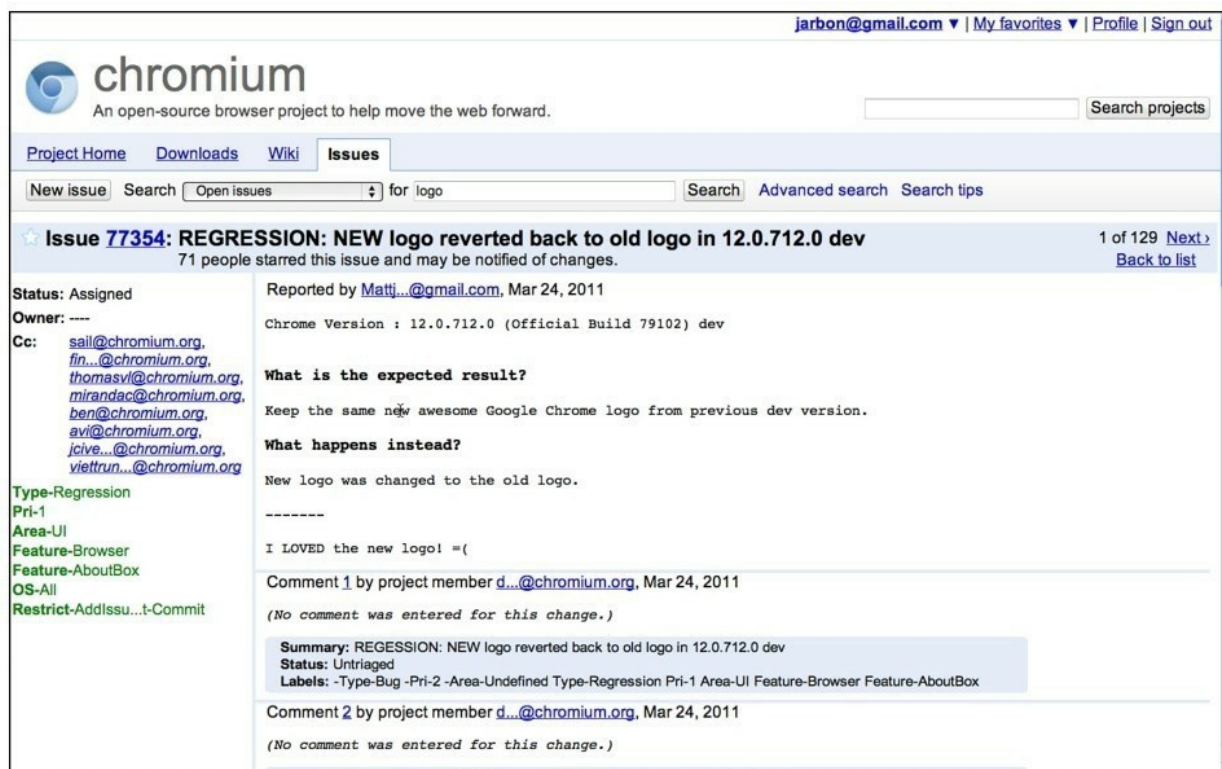 jarbon@gmail.com ▼ | My favorites ▼ | Profile | Sign out
chromium
An open-source browser project to help move the web forward.
Search projects
Project Home Downloads Wiki Issues
New issue Search Open issues for logo Search Advanced search Search tips
Issue 77354: REGRESSION: NEW logo reverted back to old logo in 12.0.712.0 dev
1 of 129 Next ›
71 people starred this issue and may be notified of changes.
Back to list
Status: Assigned
Owner: ----
Cc: sail@chromium.org,
fin...@chromium.org,
thomasvl@chromium.org,
mirandac@chromium.org,
ben@chromium.org,
avi@chromium.org,
jcive...@chromium.org,
viettrun...@chromium.org
Type-Regression
Pri-1
Area-UI
Feature-Browser
Feature-AboutBox
OS-All
Restrict-AddIssu...t-Commit
Reported by Mattj...@gmail.com, Mar 24, 2011
Chrome Version : 12.0.712.0 (Official Build 79102) dev
What is the expected result?
Keep the same new awesome Google Chrome logo from previous dev version.
What happens instead?
New logo was changed to the old logo.
-------
I LOVED the new logo! =(
Comment 1 by project member d...@chromium.org, Mar 24, 2011
(No comment was entered for this change.)
Summary: REGESSION: NEW logo reverted back to old logo in 12.0.712.0 dev
Status: Untriaged
Labels: -Type-Bug -Pri-2 -Area-Undefined Type-Regression Pri-1 Area-UI Feature-Browser Feature-AboutBox
Comment 2 by project member d...@chromium.org, Mar 24, 2011
(No comment was entered for this change.)